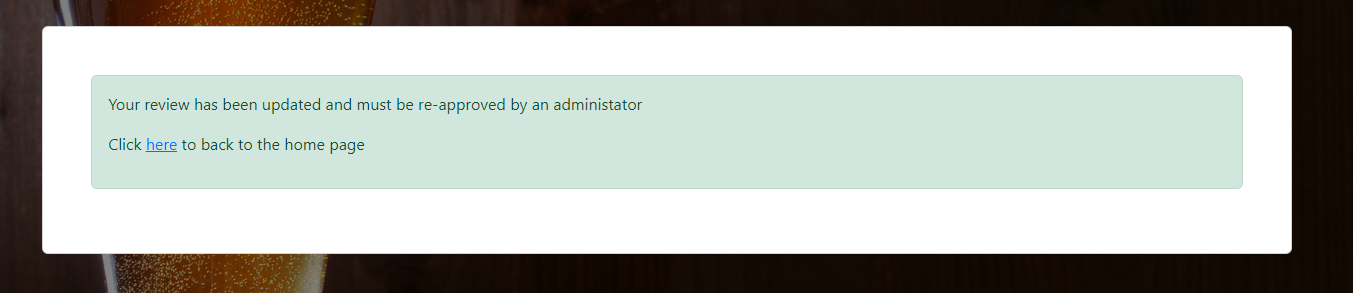 Your review has been updated and must be re-approved by an administator
Click here to back to the home page